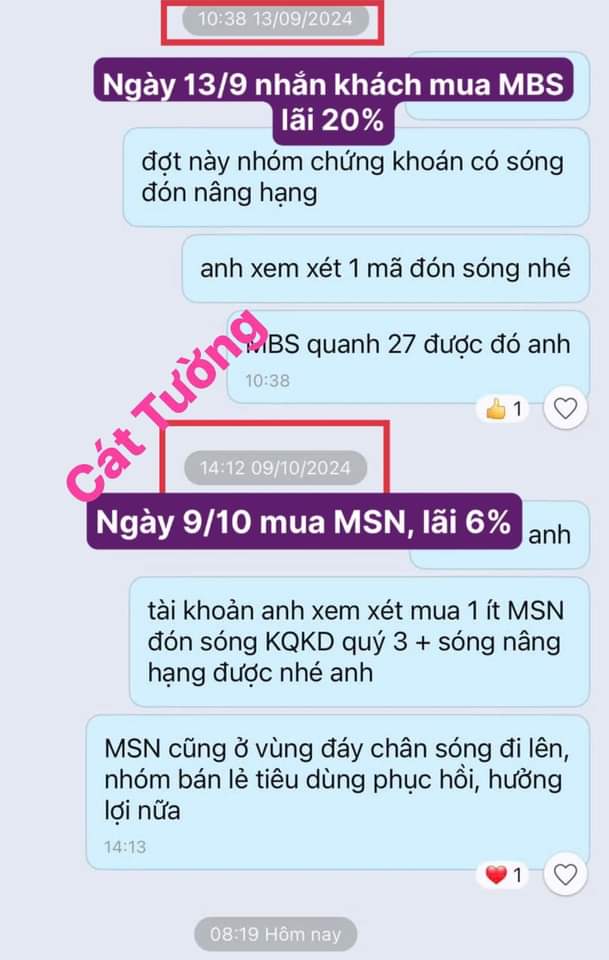 10:38 13/09/2024
Ngày 13/9 nhắn khách mua MBS
lãi 20%
đợt này nhóm chứng khoán có sóng
đón nâng hạng
anh xem xét 1 mã đón sóng nhé
MBS quanh 27 được đó anh
10:38
1
Cát Tường
14:12 09/10/2024
Ngày 9/10 mua MSN, lãi 6%
anh
tài khoản anh xem xét mua 1 ít MSN
đón sóng KQKD quý 3 + sóng nâng
hạng được nhé anh
MSN cũng ở vùng đáy chân sóng đi lên,
nhóm bán lẻ tiêu dùng phục hồi, hưởng
lợi nữa
14:13
1
08:19 Hôm nay